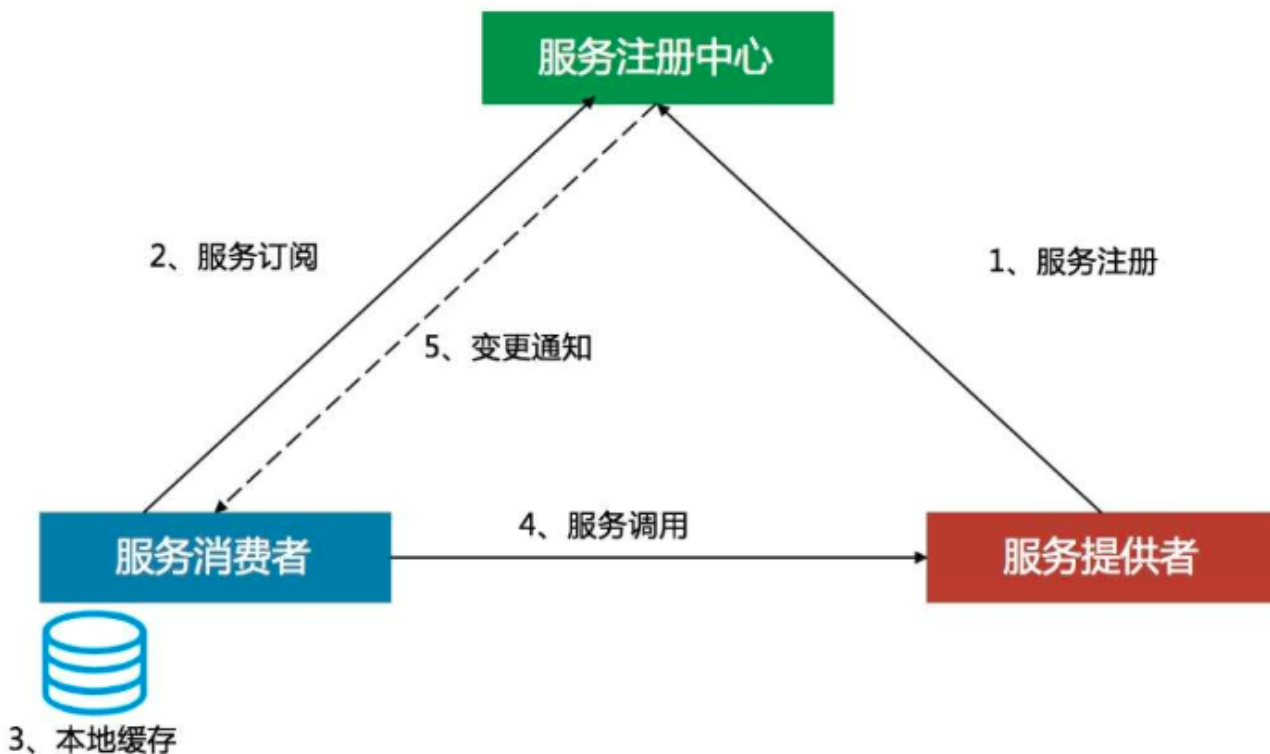 服务注册中心
2、服务订阅
1、服务注册
5、变更通知
4、服务调用
服务消费者
服务提供者
3、本地缓存